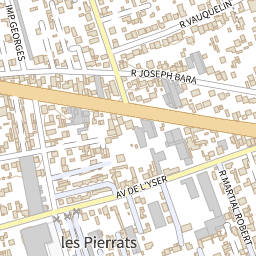 IMP GEORGES
R VAUQUELIN
R JOSEPH BARA
AV DE L'YSER
R MARTIAL ROBERT
les Pierrats